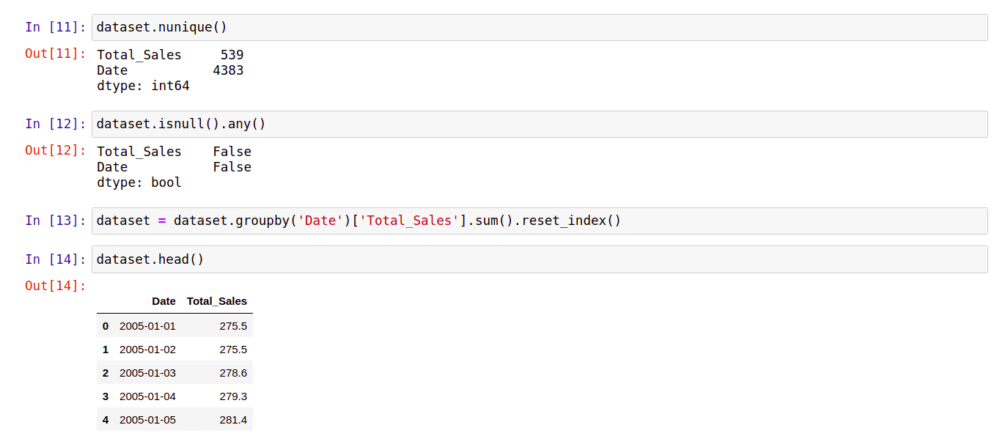 In [11]: dataset.nunique()
Out[11]: Total_Sales 539
Date 4383
dtype: int64
In [12]: dataset.isnull().any()
Out[12]: Total_Sales False
Date False
dtype: bool
In [13]: dataset = dataset.groupby('Date')['Total_Sales'].sum().reset_index()
In [14]: dataset.head()
Out[14]:
Date Total_Sales
0 2005-01-01 275.5
1 2005-01-02 275.5
2 2005-01-03 278.6
3 2005-01-04 279.3
4 2005-01-05 281.4